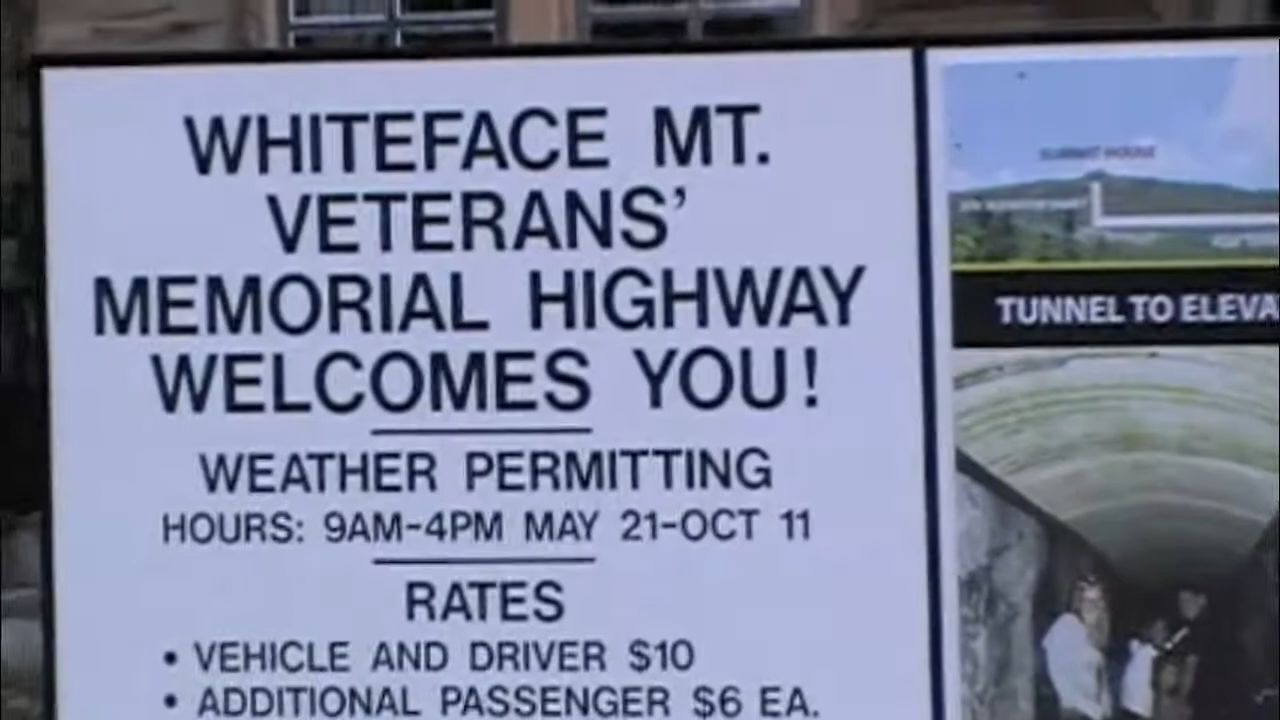 WHITEFACE MT.
VETERANS'
MEMORIAL HIGHWAY
WELCOMES YOU!
WEATHER PERMITTING
HOURS: 9AM-4PM MAY 21-OCT 11
RATES
• VEHICLE AND DRIVER $10
• ADDITIONAL PASSENGER $6 EA.
SUMMIT HOUSE
TUNNEL TO ELEVA